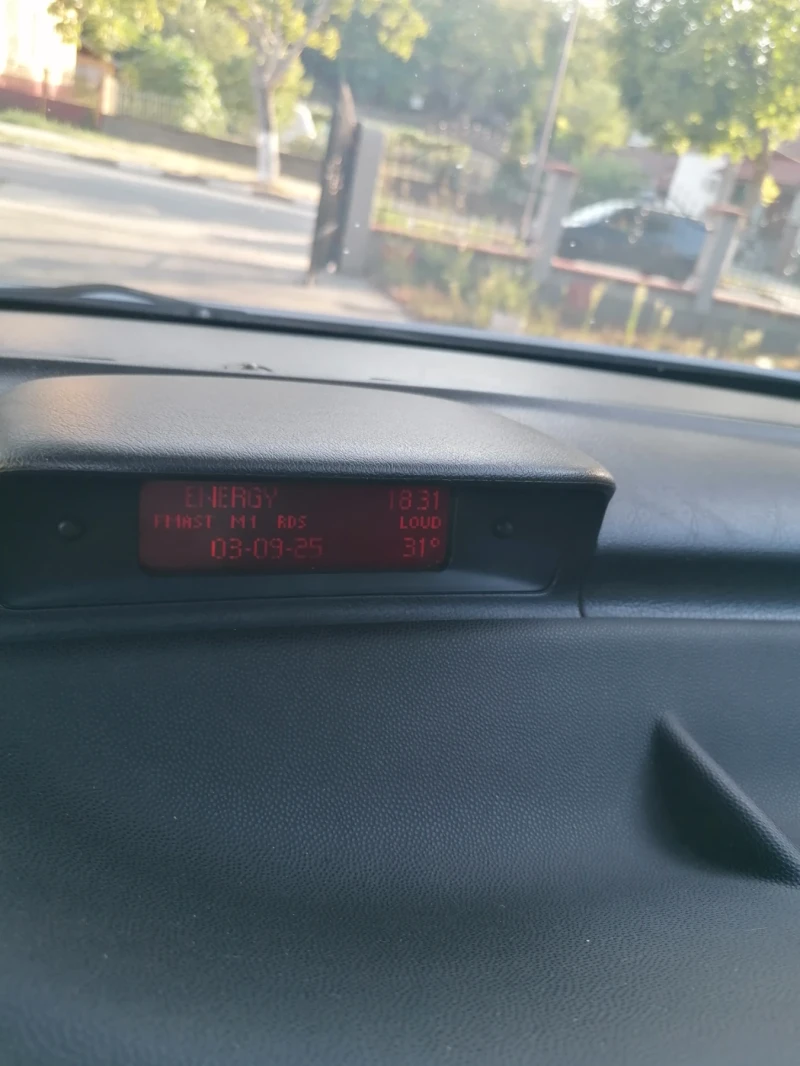 ENERGY 18:31
FMAST M1 RDS LOUD
03-09-25 31°